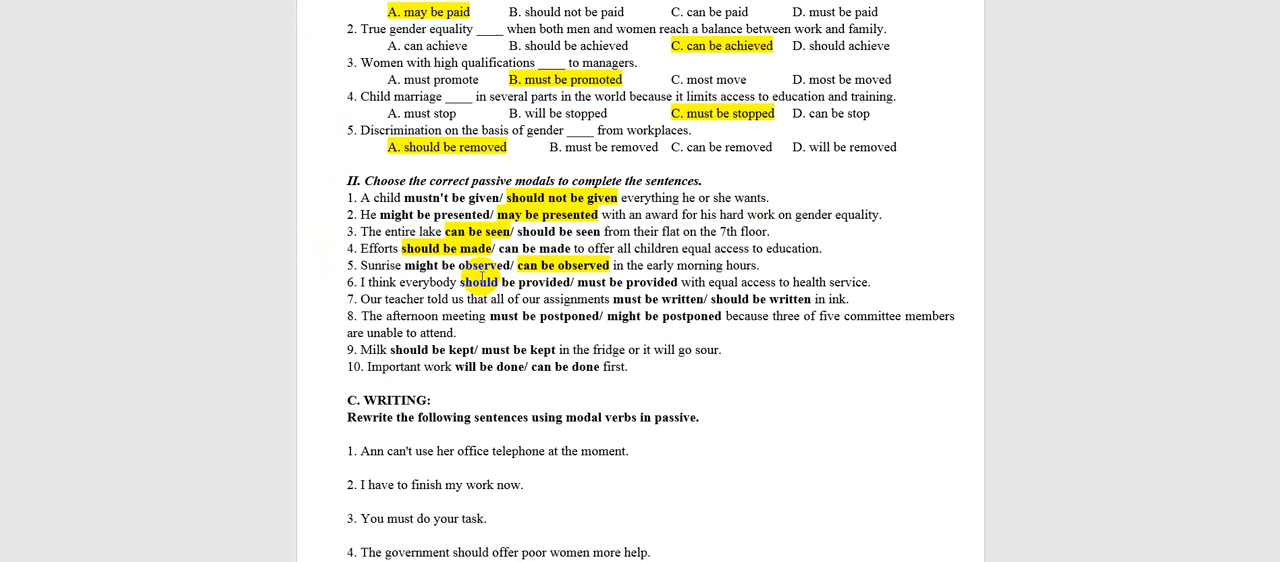 A. may be paid B. should not be paid C. can be paid D. must be paid
2. True gender equality ____ when both men and women reach a balance between work and family.
A. can achieve B. should be achieved C. can be achieved D. should achieve
3. Women with high qualifications ____ to managers.
A. must promote B. must be promoted C. most move D. most be moved
4. Child marriage ____ in several parts in the world because it limits access to education and training.
A. must stop B. will be stopped C. must be stopped D. can be stop
5. Discrimination on the basis of gender ____ from workplaces.
A. should be removed B. must be removed C. can be removed D. will be removed
II. Choose the correct passive modals to complete the sentences.
1. A child mustn't be given/ should not be given everything he or she wants.
2. He might be presented/ may be presented with an award for his hard work on gender equality.
3. The entire lake can be seen/ should be seen from their flat on the 7th floor.
4. Efforts should be made/ can be made to offer all children equal access to education.
5. Sunrise might be observed/ can be observed in the early morning hours.
6. I think everybody should be provided/ must be provided with equal access to health service.
7. Our teacher told us that all of our assignments must be written/ should be written in ink.
8. The afternoon meeting must be postponed/ might be postponed because three of five committee members
are unable to attend.
9. Milk should be kept/ must be kept in the fridge or it will go sour.
10. Important work will be done/ can be done first.
C. WRITING:
Rewrite the following sentences using modal verbs in passive.
1. Ann can't use her office telephone at the moment.
2. I have to finish my work now.
3. You must do your task.
4. The government should offer poor women more help.